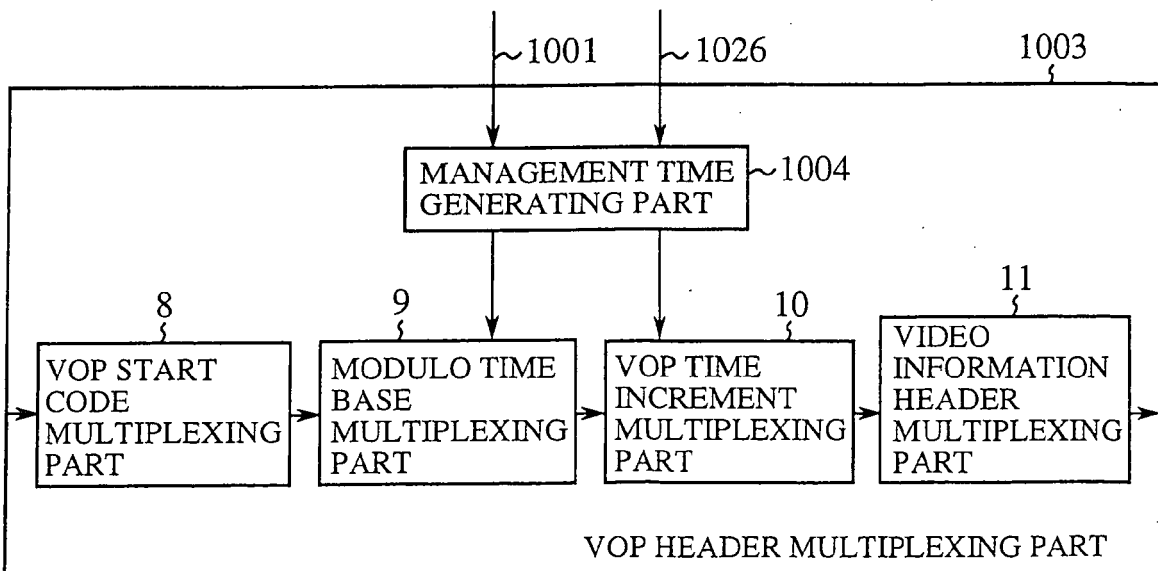 1001
1026
1003
MANAGEMENT TIME
GENERATING PART
1004
8
9
10
11
VOP START
CODE
MULTIPLEXING
PART
MODULO TIME
BASE
MULTIPLEXING
PART
VOP TIME
INCREMENT
MULTIPLEXING
PART
VIDEO
INFORMATION
HEADER
MULTIPLEXING
PART
VOP HEADER MULTIPLEXING PART